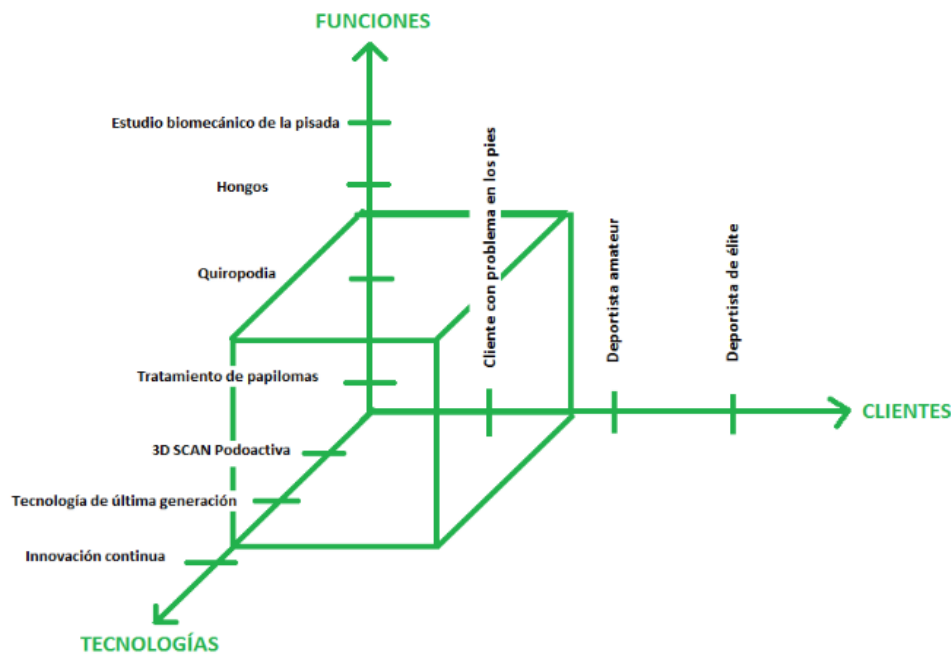 FUNCIONES
Estudio biomecánico de la pisada
Hongos
Quiropodia
Tratamiento de papilomas
Cliente con problema en los pies
Deportista amateur
Deportista de élite
CLIENTES
3D SCAN Podoactiva
Tecnología de última generación
Innovación continua
TECNOLOGÍAS